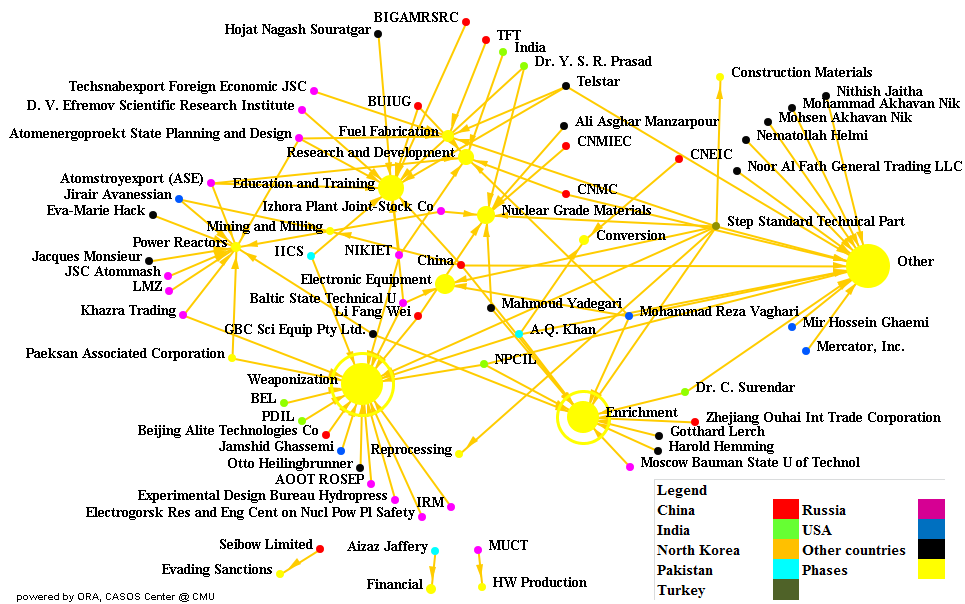 BIGAMRSRC
Hojat Nagash Souratgar
TFT
India
Dr. Y. S. R. Prasad
Construction Materials
Telstar
Techsnabexport Foreign Economic JSC
Nithish Jaitha
D. V. Efremov Scientific Research Institute
BUIUG
Mohammad Akhavan Nik
Mohsen Akhavan Nik
Ali Asghar Manzarpour
Atomenergoproekt State Planning and Design
Fuel Fabrication
Nematollah Helmi
CNMIEC
Research and Development
CNEIC
Noor Al Fath General Trading LLC
Atomstroyexport (ASE)
Education and Training
Jirair Avanessian
CNMC
Eva-Marie Hack
Izhora Plant Joint-Stock Co
Nuclear Grade Materials
Step Standard Technical Part
Mining and Milling
Conversion
Power Reactors
IICS
NIKIET
Jacques Monsieur
China
Other
JSC Atommash
Electronic Equipment
LMZ
Baltic State Technical U
Mahmoud Yadegari
Khazra Trading
Li Fang Wei
Mohammad Reza Vaghari
GBC Sci Equip Pty Ltd.
A.Q. Khan
Mir Hossein Ghaemi
Paeksan Associated Corporation
NPCIL
Mercator, Inc.
Weaponization
Dr. C. Surendar
BEL
PDIL
Enrichment
Zhejiang Ouhai Int Trade Corporation
Beijing Alite Technologies Co
Gotthard Lerch
Jamshid Ghassemi
Reprocessing
Harold Hemming
Otto Heilingbrunner
Moscow Bauman State U of Technol
AOOT ROSEP
Experimental Design Bureau Hydropress
IRM
Electrogorsk Res and Eng Cent on Nucl Pow Pl Safety
Seibow Limited
Aizaz Jaffery
MUCT
Evading Sanctions
Financial
HW Production
Legend
China
Russia
India
USA
North Korea
Other countries
Pakistan
Phases
Turkey
powered by ORA, CASOS Center @ CMU